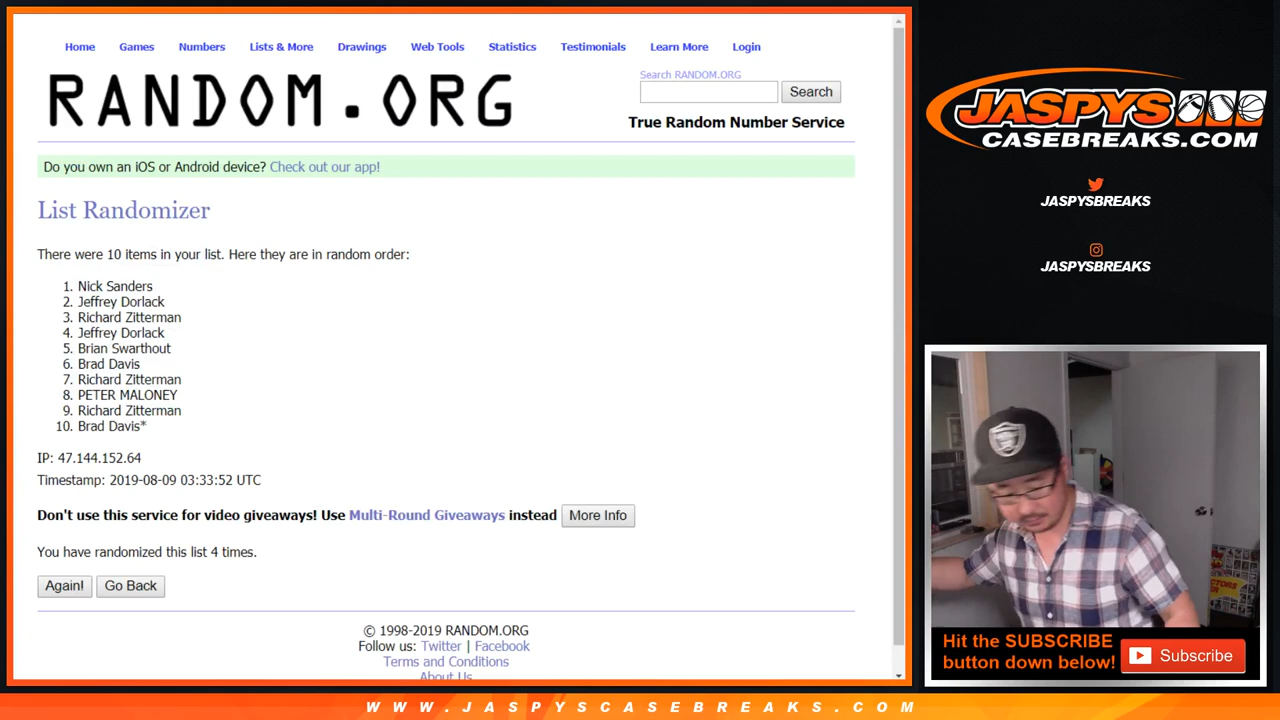 Home Games Numbers Lists & More Drawings Web Tools Statistics Testimonials Learn More Login
RANDOM.ORG
Search RANDOM.ORG
Search
True Random Number Service
Do you own an iOS or Android device? Check out our app!
List Randomizer
There were 10 items in your list. Here they are in random order:
1. Nick Sanders
2. Jeffrey Dorlack
3. Richard Zitterman
4. Jeffrey Dorlack
5. Brian Swarthout
6. Brad Davis
7. Richard Zitterman
8. PETER MALONEY
9. Richard Zitterman
10. Brad Davis*
IP: 47.144.152.64
Timestamp: 2019-08-09 03:33:52 UTC
Don't use this service for video giveaways! Use Multi-Round Giveaways instead More Info
You have randomized this list 4 times.
Again! Go Back
© 1998-2019 RANDOM.ORG
Follow us: Twitter | Facebook
Terms and Conditions
About Us
JASPYS
CASEBREAKS.COM
JASPYSBREAKS
JASPYSBREAKS
Hit the SUBSCRIBE
button down below!
Subscribe
WWW.JASPYSCASEBREAKS.COM